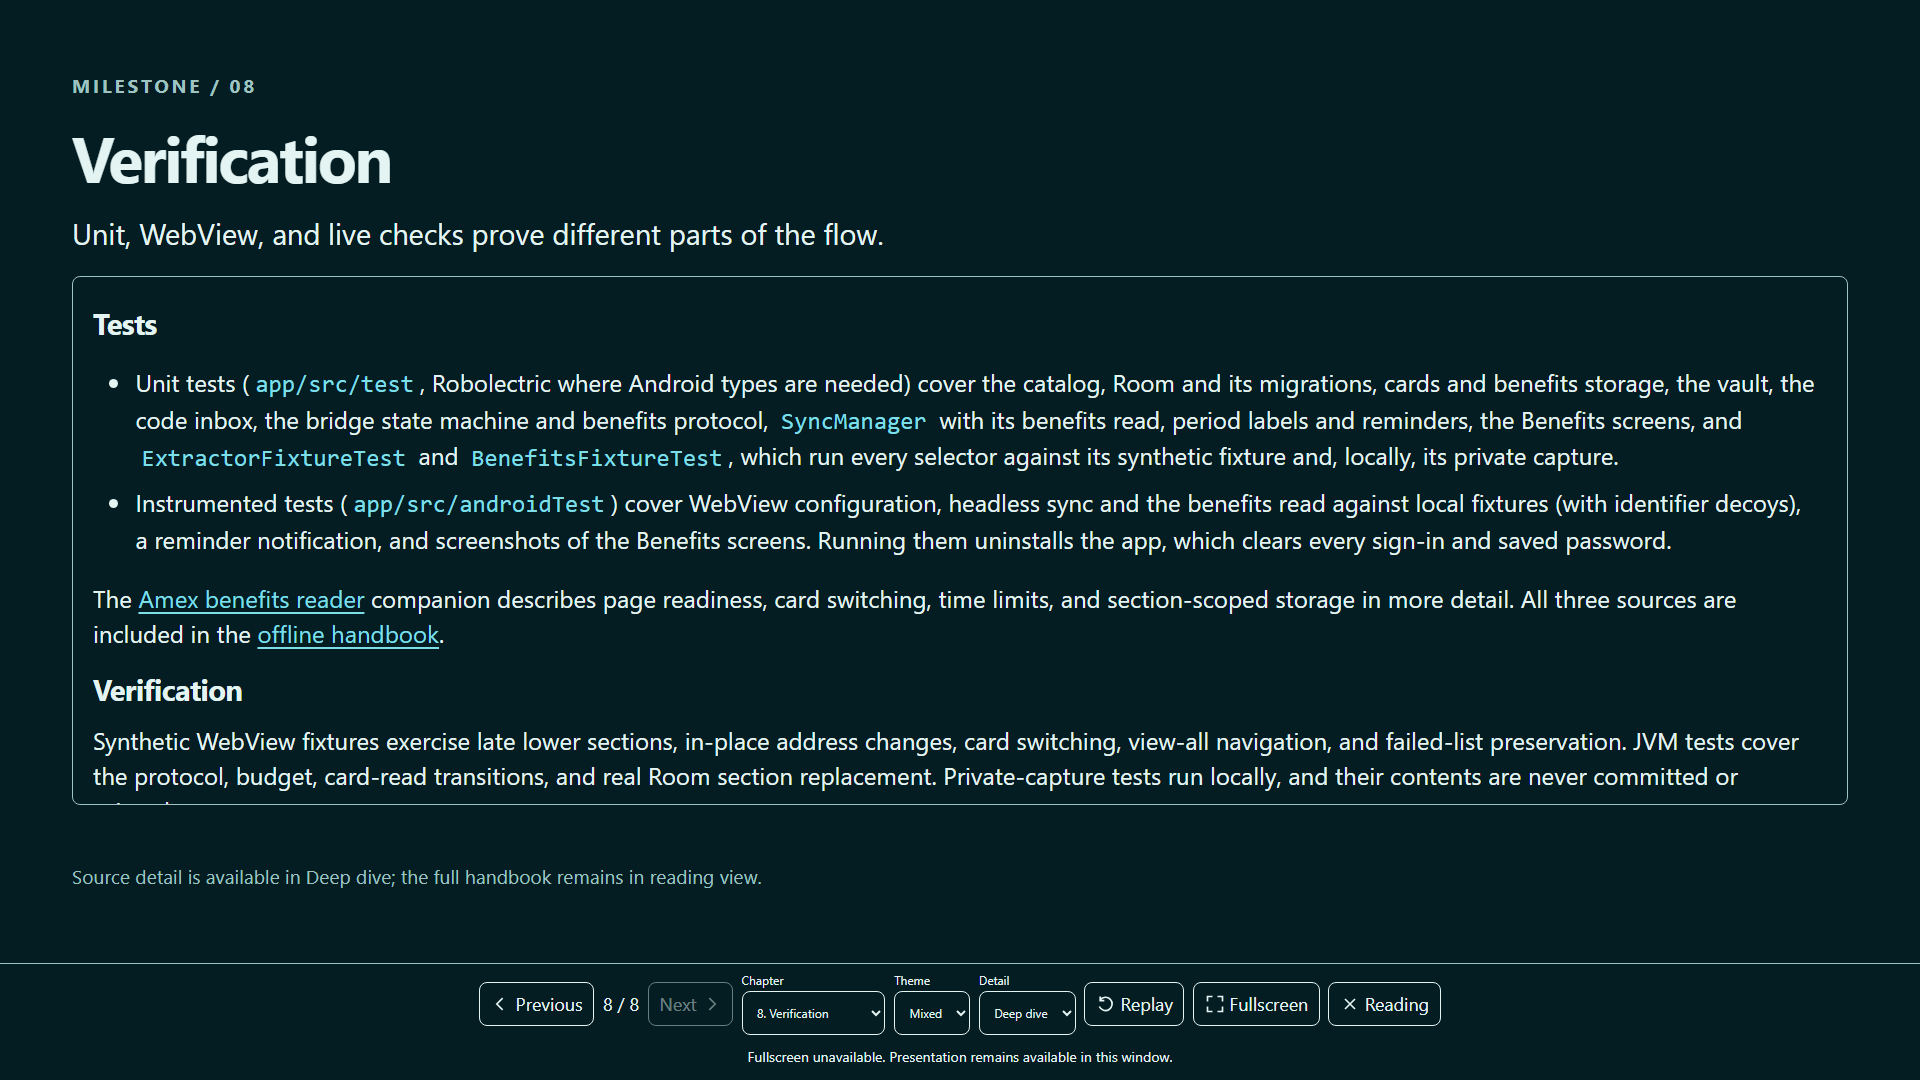 MILESTONE / 08
Verification
Unit, WebView, and live checks prove different parts of the flow.
Tests
Unit tests ( app/src/test , Robolectric where Android types are needed) cover the catalog, Room and its migrations, cards and benefits storage, the vault, the
code inbox, the bridge state machine and benefits protocol, SyncManager with its benefits read, period labels and reminders, the Benefits screens, and
ExtractorFixtureTest and BenefitsFixtureTest , which run every selector against its synthetic fixture and, locally, its private capture.
Instrumented tests ( app/src/androidTest ) cover WebView configuration, headless sync and the benefits read against local fixtures (with identifier decoys),
a reminder notification, and screenshots of the Benefits screens. Running them uninstalls the app, which clears every sign-in and saved password.
The Amex benefits reader companion describes page readiness, card switching, time limits, and section-scoped storage in more detail. All three sources are
included in the offline handbook.
Verification
Synthetic WebView fixtures exercise late lower sections, in-place address changes, card switching, view-all navigation, and failed-list preservation. JVM tests cover
the protocol, budget, card-read transitions, and real Room section replacement. Private-capture tests run locally, and their contents are never committed or
Source detail is available in Deep dive; the full handbook remains in reading view.
Chapter Theme Detail
Previous 8 / 8 Next 8. Verification Mixed Deep dive Replay Fullscreen Reading
Fullscreen unavailable. Presentation remains available in this window.